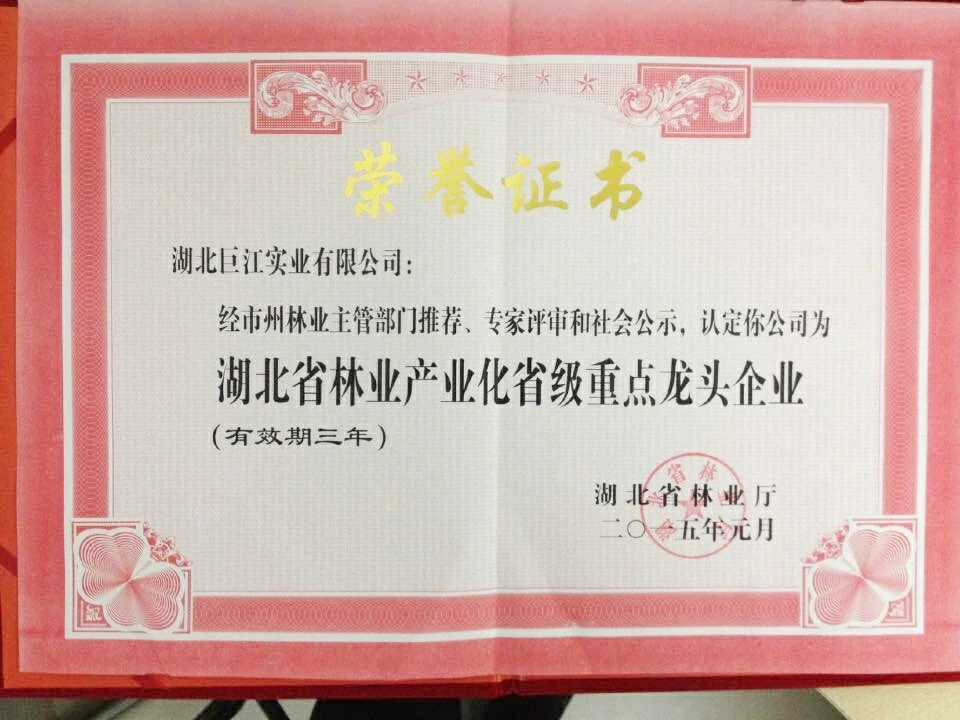 荣誉证书
湖北巨江实业有限公司：
经市州林业主管部门推荐、专家评审和社会公示，认定你公司为
湖北省林业产业化省级重点龙头企业
（有效期三年）
湖北省林业厅
二〇一五年元月